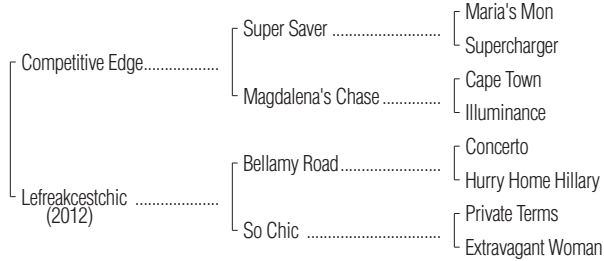 Maria's Mon
Super Saver ......................
Supercharger
Competitive Edge................
Cape Town
Magdalena's Chase ............
Illuminance
Concerto
Bellamy Road.....................
Hurry Home Hillary
Lefreakcestchic .................
(2012)
Private Terms
So Chic ............................
Extravagant Woman